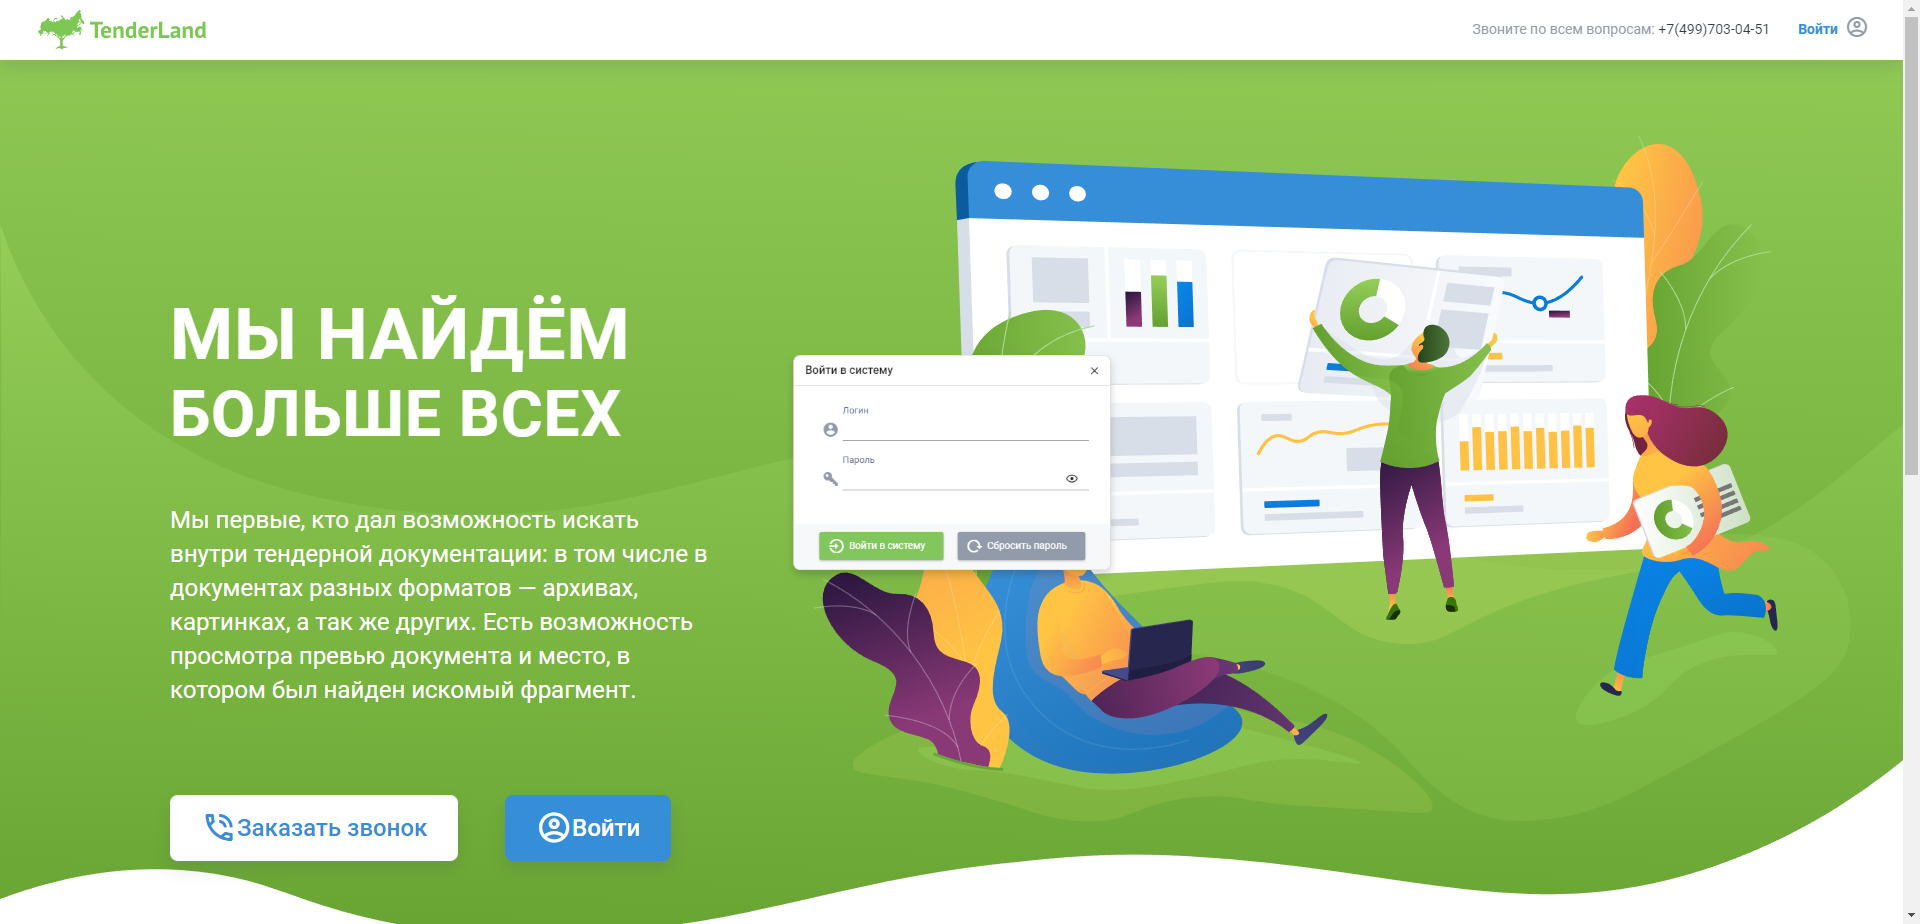 TenderLand
Звоните по всем вопросам: +7(499)703-04-51
Войти
МЫ НАЙДЁМ
БОЛЬШЕ ВСЕХ
Мы первые, кто дал возможность искать
внутри тендерной документации: в том числе в
документах разных форматов — архивах,
картинках, а так же других. Есть возможность
просмотра превью документа и место, в
котором был найден искомый фрагмент.
Заказать звонок
Войти
Войти в систему
Логин
Пароль
Войти в систему
Сбросить пароль